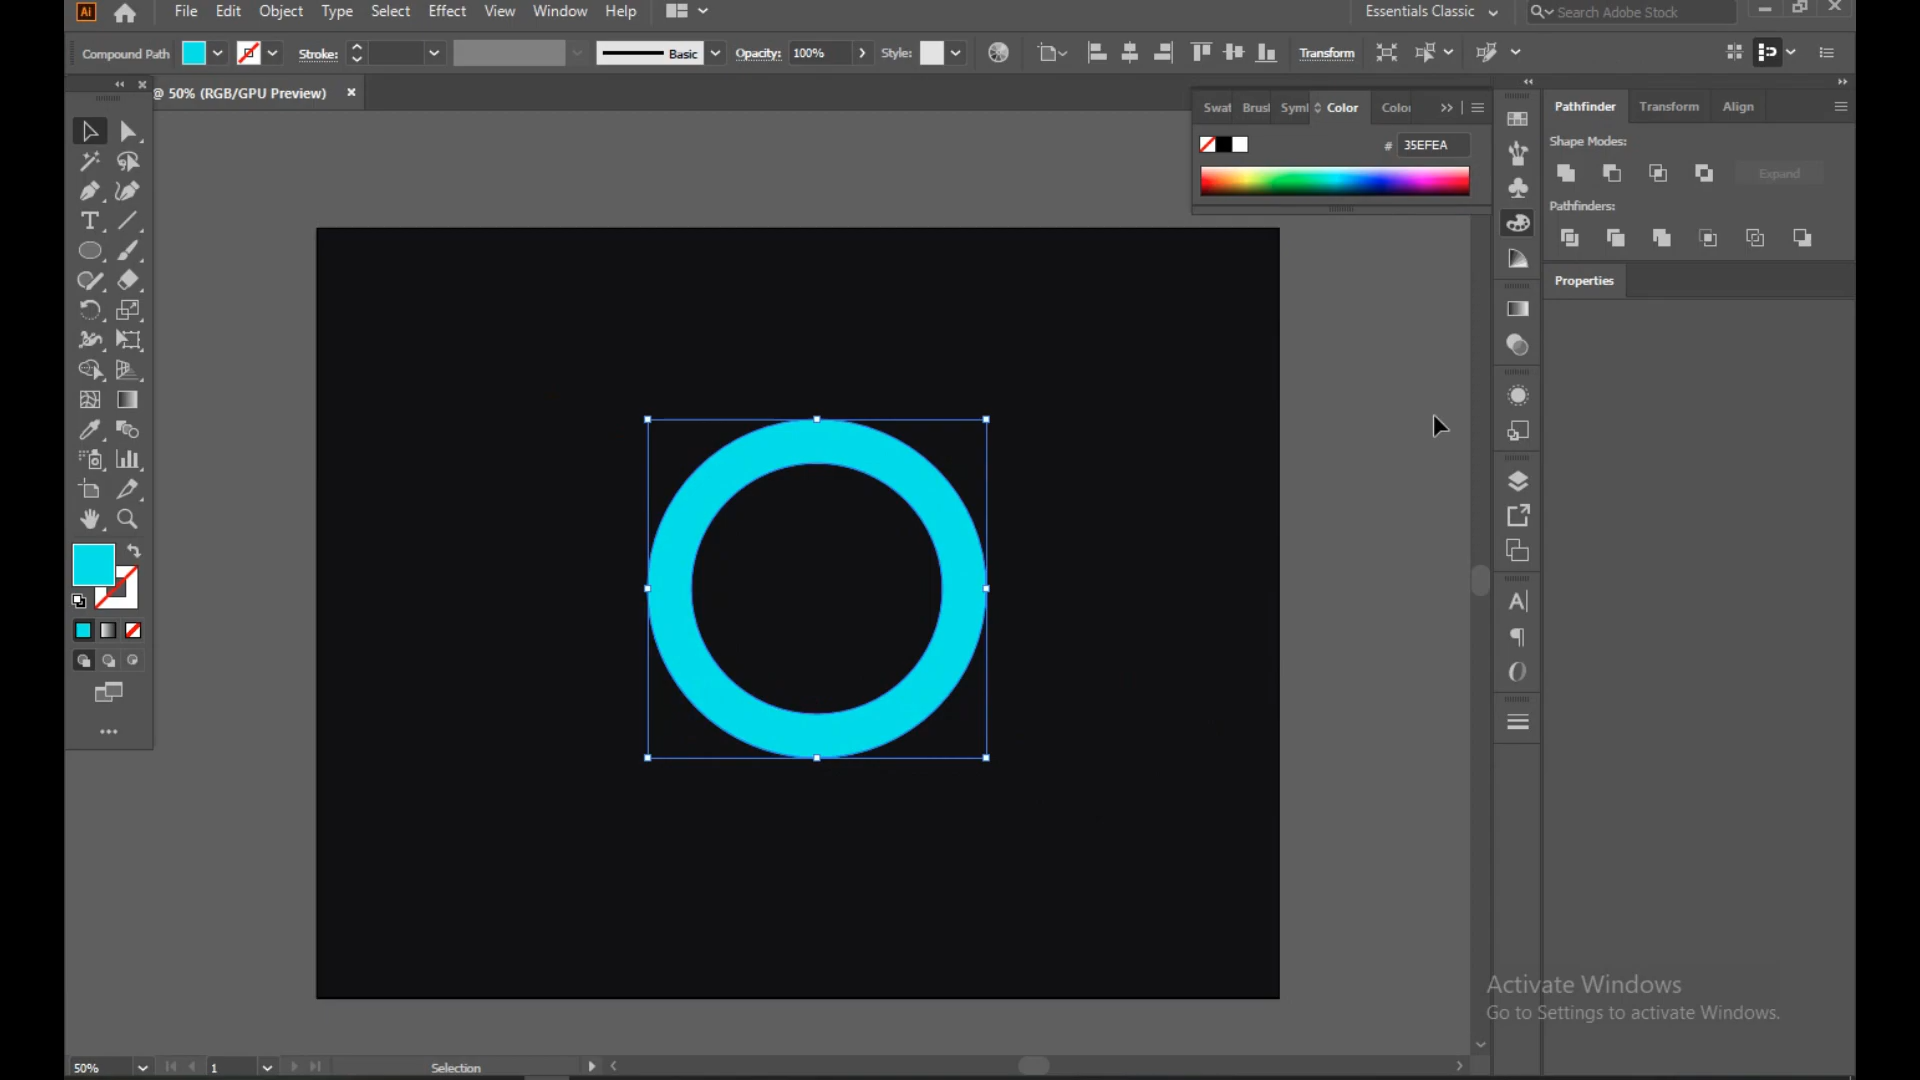 Ai File Edit Object Type Select Effect View Window Help Essentials Classic Search Adobe Stock
Compound Path Stroke: Basic Opacity: 100% Style: Transform
@ 50% (RGB/GPU Preview) ×
Swat Brus Symb Color Color
# 35EFEA
Pathfinder Transform Align
Shape Modes:
Expand
Pathfinders:
Properties
Activate Windows
Go to Settings to activate Windows.
50% 1 Selection